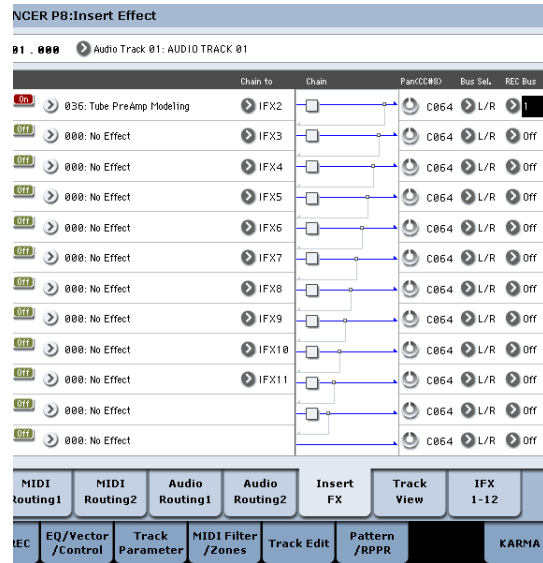 NCER P8:Insert Effect
01 . 000 Audio Track 01: AUDIO TRACK 01
Chain to Chain Pan(CC#8) Bus Sel. REC Bus
On 036: Tube PreAmp Modeling IFX2 C064 L/R 1
Off 000: No Effect IFX3 C064 L/R Off
Off 000: No Effect IFX4 C064 L/R Off
Off 000: No Effect IFX5 C064 L/R Off
Off 000: No Effect IFX6 C064 L/R Off
Off 000: No Effect IFX7 C064 L/R Off
Off 000: No Effect IFX8 C064 L/R Off
Off 000: No Effect IFX9 C064 L/R Off
Off 000: No Effect IFX10 C064 L/R Off
Off 000: No Effect IFX11 C064 L/R Off
Off 000: No Effect C064 L/R Off
Off 000: No Effect C064 L/R Off
MIDI MIDI Audio Audio Insert Track IFX
Routing1 Routing2 Routing1 Routing2 FX View 1-12
EQ/Vector Track MIDI Filter Pattern
REC /Control Parameter /Zones Track Edit /RPPR KARMA